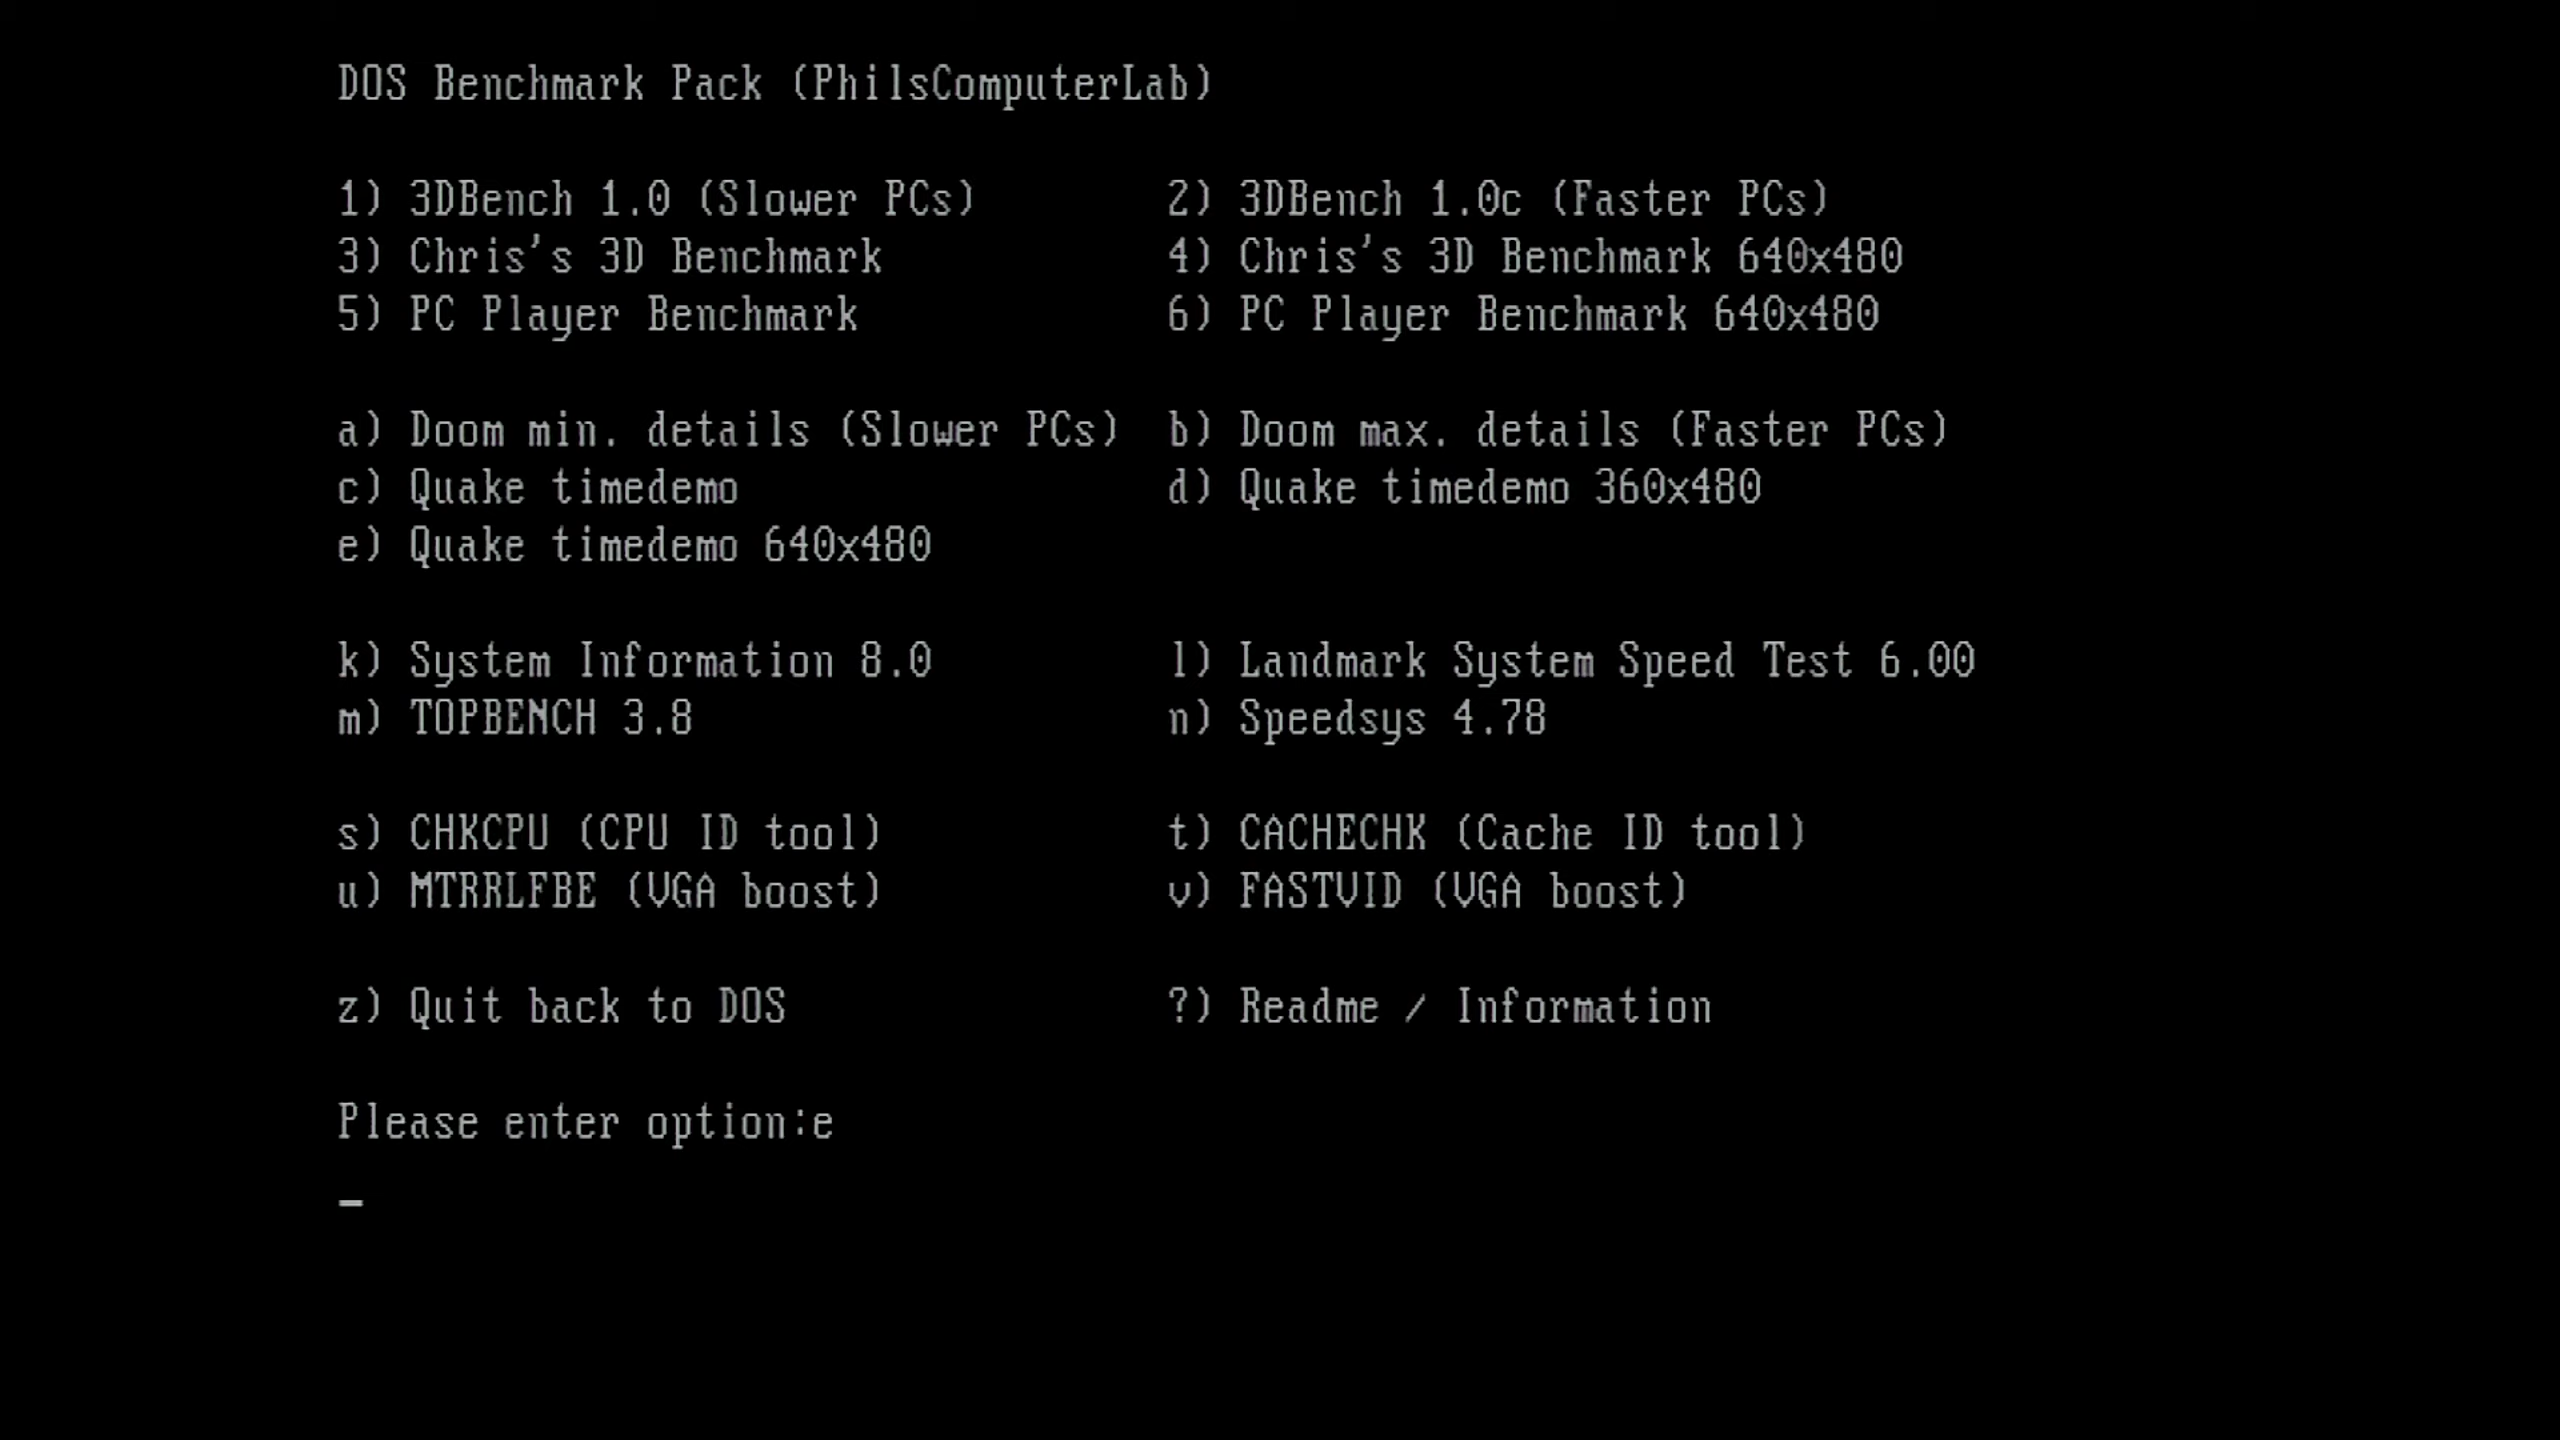 DOS Benchmark Pack (PhilsComputerLab)
1) 3DBench 1.0 (Slower PCs) 2) 3DBench 1.0c (Faster PCs)
3) Chris's 3D Benchmark 4) Chris's 3D Benchmark 640x480
5) PC Player Benchmark 6) PC Player Benchmark 640x480
a) Doom min. details (Slower PCs) b) Doom max. details (Faster PCs)
c) Quake timedemo d) Quake timedemo 360x480
e) Quake timedemo 640x480
k) System Information 8.0 l) Landmark System Speed Test 6.00
m) TOPBENCH 3.8 n) Speedsys 4.78
s) CHKCPU (CPU ID tool) t) CACHECHK (Cache ID tool)
u) MTRRLFBE (VGA boost) v) FASTVID (VGA boost)
z) Quit back to DOS ?) Readme / Information
Please enter option:e
_